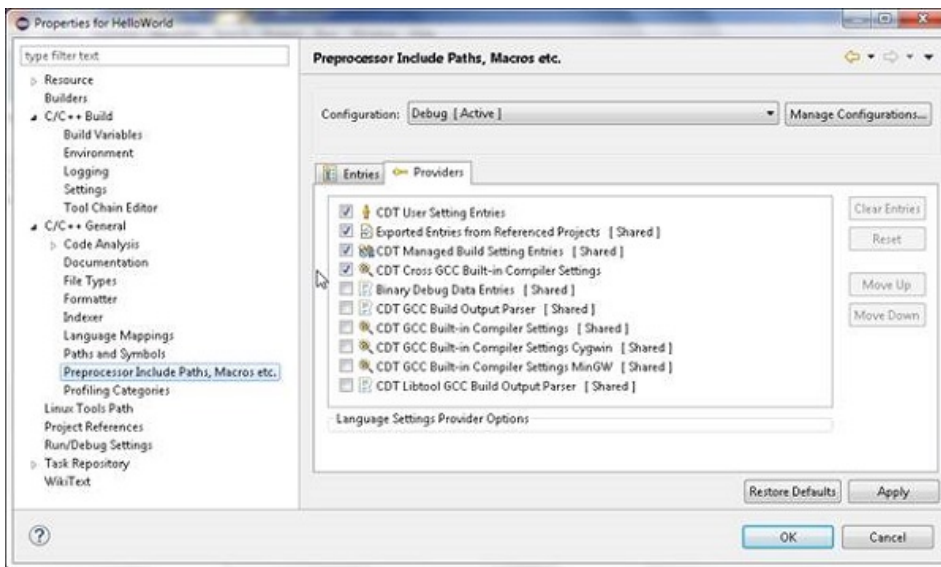 Properties for HelloWorld
type filter text
Resource
Builders
C/C++ Build
Build Variables
Environment
Logging
Settings
Tool Chain Editor
C/C++ General
Code Analysis
Documentation
File Types
Formatter
Indexer
Language Mappings
Paths and Symbols
Preprocessor Include Paths, Macros etc.
Profiling Categories
Linux Tools Path
Project References
Run/Debug Settings
Task Repository
WikiText
Preprocessor Include Paths, Macros etc.
Configuration: Debug [ Active ]
Manage Configurations...
Entries
Providers
CDT User Setting Entries
Exported Entries from Referenced Projects [ Shared ]
CDT Managed Build Setting Entries [ Shared ]
CDT Cross GCC Built-in Compiler Settings
Binary Debug Data Entries [ Shared ]
CDT GCC Build Output Parser [ Shared ]
CDT GCC Built-in Compiler Settings [ Shared ]
CDT GCC Built-in Compiler Settings Cygwin [ Shared ]
CDT GCC Built-in Compiler Settings MinGW [ Shared ]
CDT Libtool GCC Build Output Parser [ Shared ]
Clear Entries
Reset
Move Up
Move Down
Language Settings Provider Options
Restore Defaults
Apply
OK
Cancel